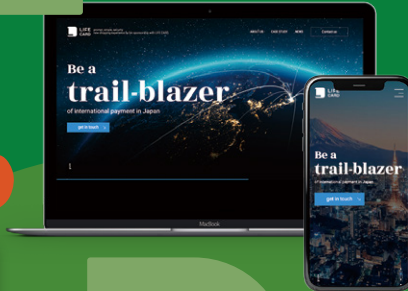 LIFE
CARD
ABOUT US
CASE STUDY
NEWS
Contact us
Be a
trail-blazer
of international payment in Japan
get in touch
1
MacBook
LIFE
CARD
Be a
trail-blazer
of international payment in Japan
get in touch